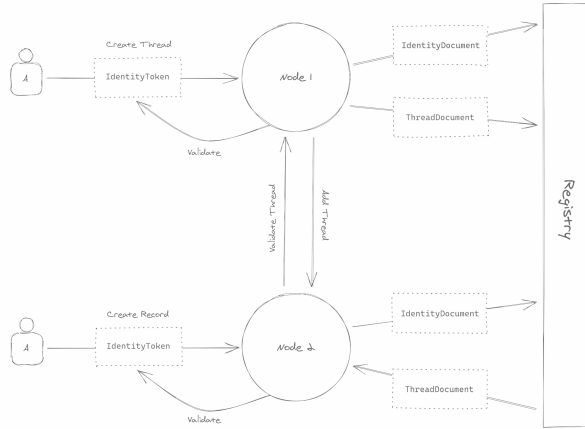 Create Thread
IdentityDocument
A
IdentityToken
Node 1
ThreadDocument
Validate
Validate Thread
Add Thread
Registry
Create Record
IdentityDocument
A
IdentityToken
Node 2
ThreadDocument
Validate